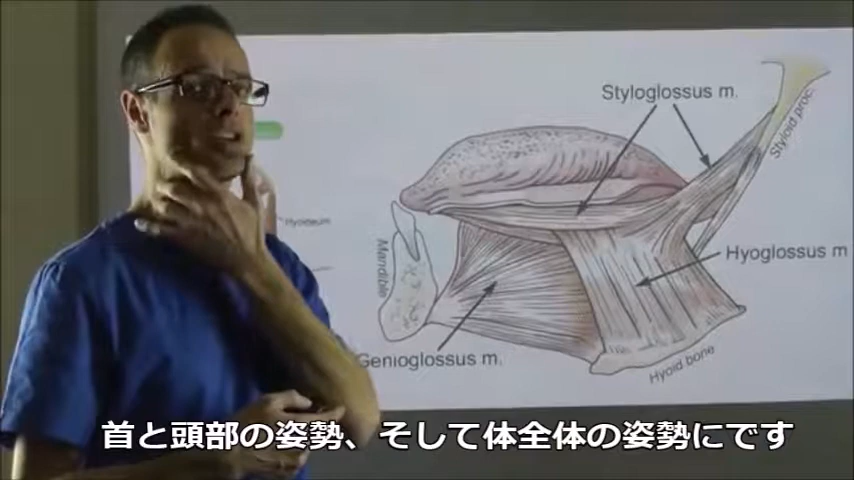 Styloglossus m.
Styloid proc.
Hyoideum
Mandible
Hyoglossus m
Genioglossus m.
Hyoid bone
首と頭部の姿勢、そして体全体の姿勢にです